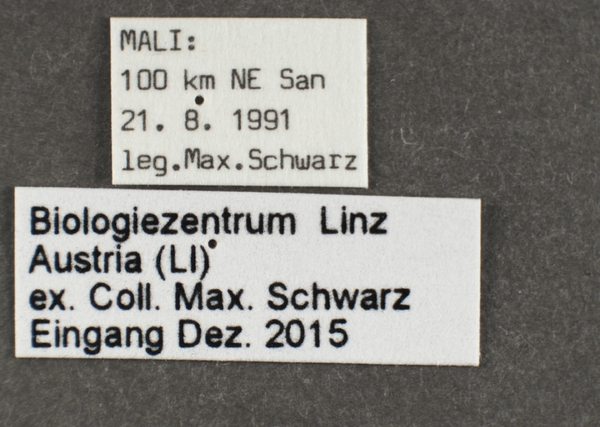 MALI:
100 km NE San
21. 8. 1991
leg.Max.Schwarz
Biologiezentrum Linz
Austria (LI)
ex. Coll. Max. Schwarz
Eingang Dez. 2015